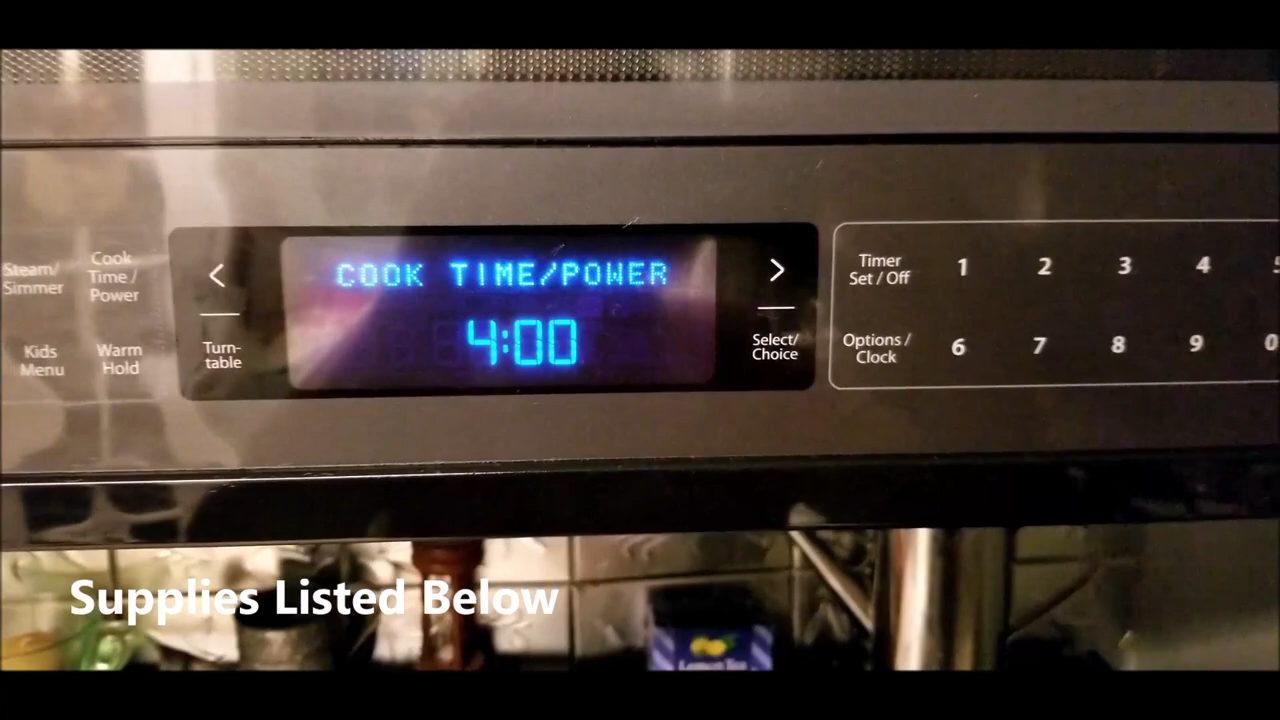 Steam/
Simmer
Cook
Time /
Power
Kids
Menu
Warm
Hold
<
Turn-
table
COOK TIME/POWER
4:00
>
Select/
Choice
Timer
Set / Off
1 2 3 4
Options /
Clock
6 7 8 9 0
Supplies Listed Below